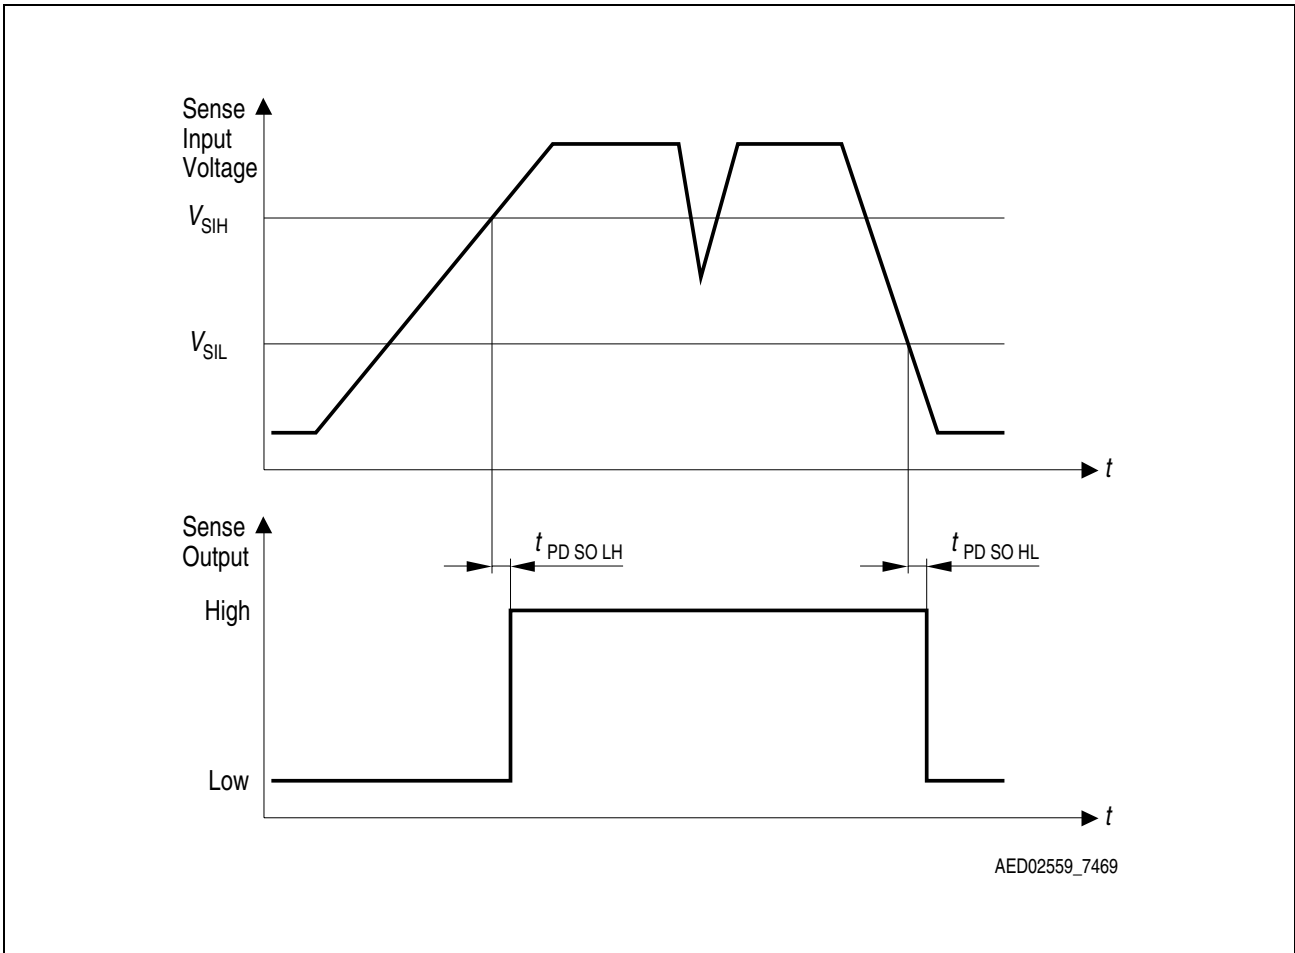 Sense
Input
Voltage
VSIH
VSIL
t
Sense
Output
t PD SO LH
t PD SO HL
High
Low
t
AED02559_7469